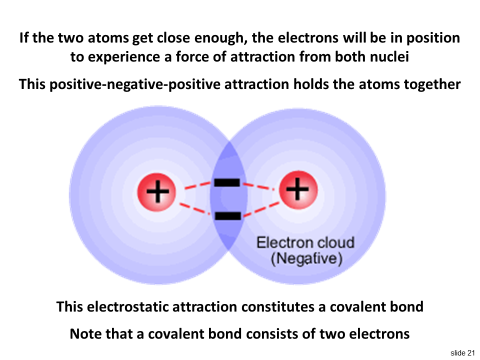 If the two atoms get close enough, the electrons will be in position
to experience a force of attraction from both nuclei
This positive-negative-positive attraction holds the atoms together
+
+
Electron cloud
(Negative)
This electrostatic attraction constitutes a covalent bond
Note that a covalent bond consists of two electrons
slide 21